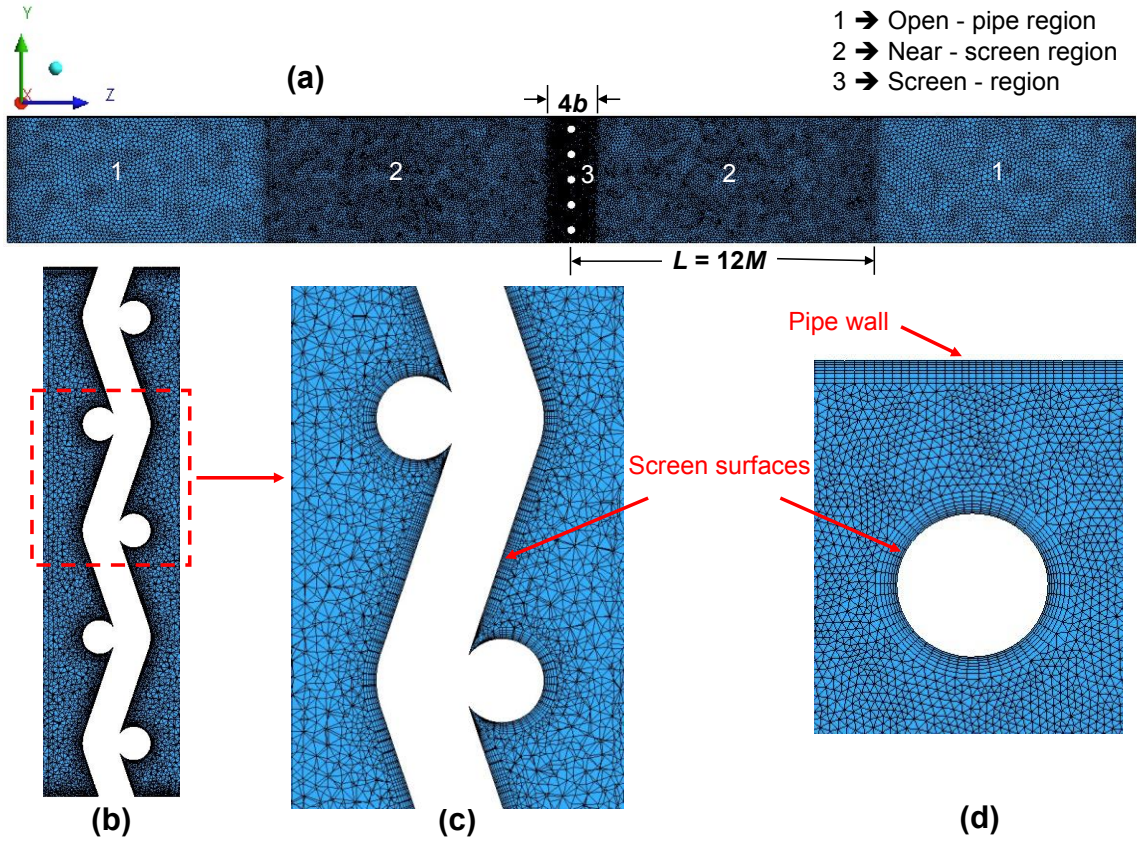 Y
X
Z
(a)
1 ➔ Open - pipe region
2 ➔ Near - screen region
3 ➔ Screen - region
4b
1
2
3
2
1
L = 12M
Pipe wall
Screen surfaces
(b)
(c)
(d)